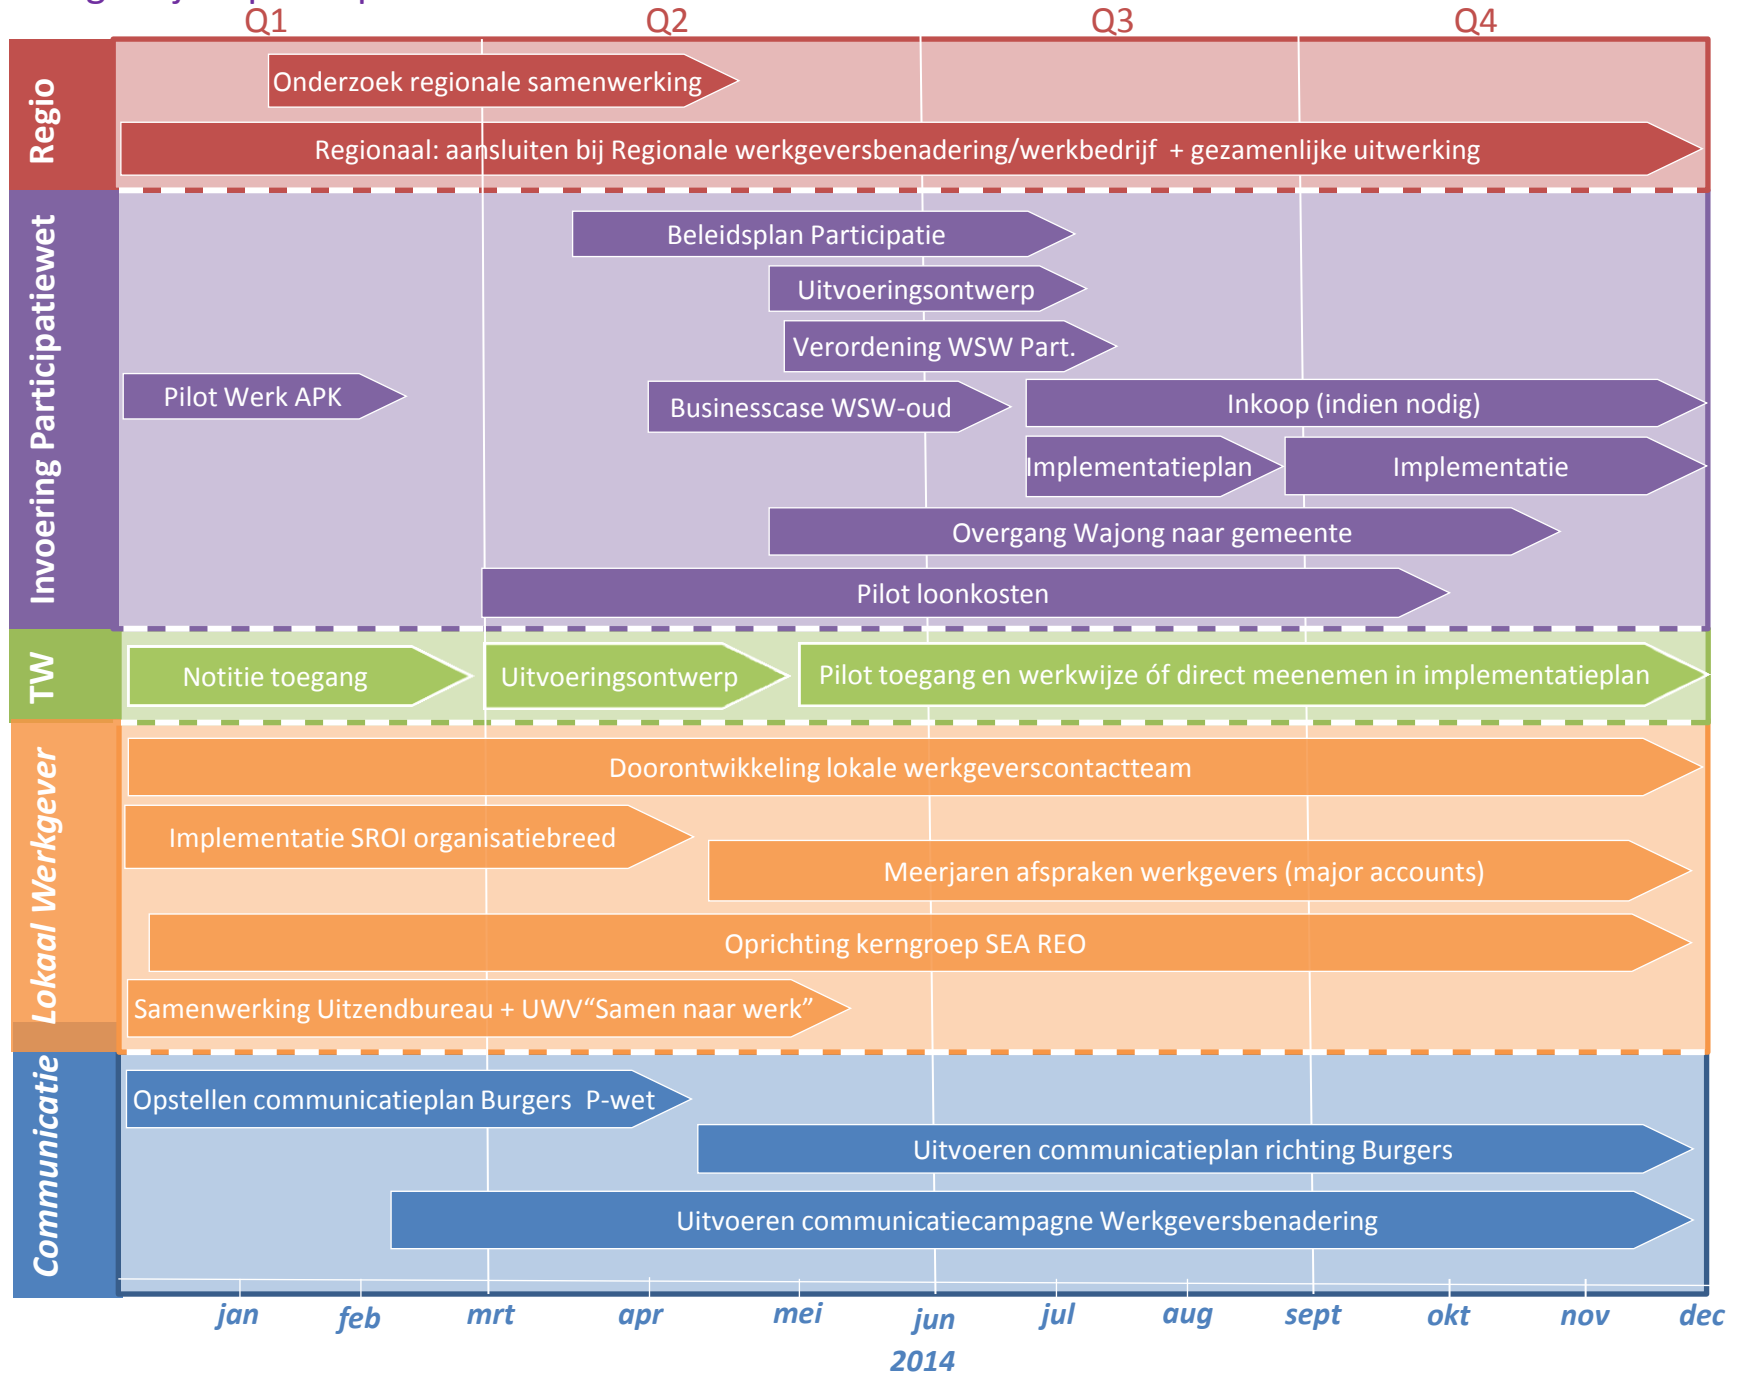 Q1 Q2 Q3 Q4
Regio
Onderzoek regionale samenwerking
Regionaal: aansluiten bij Regionale werkgeversbenadering/werkbedrijf + gezamenlijke uitwerking
Invoering Participatiewet
Beleidsplan Participatie
Uitvoeringsontwerp
Verordening WSW Part.
Pilot Werk APK
Businesscase WSW-oud
Inkoop (indien nodig)
Implementatieplan
Implementatie
Overgang Wajong naar gemeente
Pilot loonkosten
TW
Notitie toegang
Uitvoeringsontwerp
Pilot toegang en werkwijze óf direct meenemen in implementatieplan
Lokaal Werkgever
Doorontwikkeling lokale werkgeverscontactteam
Implementatie SROI organisatiebreed
Meerjaren afspraken werkgevers (major accounts)
Oprichting kerngroep SEA REO
Samenwerking Uitzendbureau + UWV“Samen naar werk”
Communicatie
Opstellen communicatieplan Burgers P-wet
Uitvoeren communicatieplan richting Burgers
Uitvoeren communicatiecampagne Werkgeversbenadering
jan feb mrt apr mei jun jul aug sept okt nov dec
2014